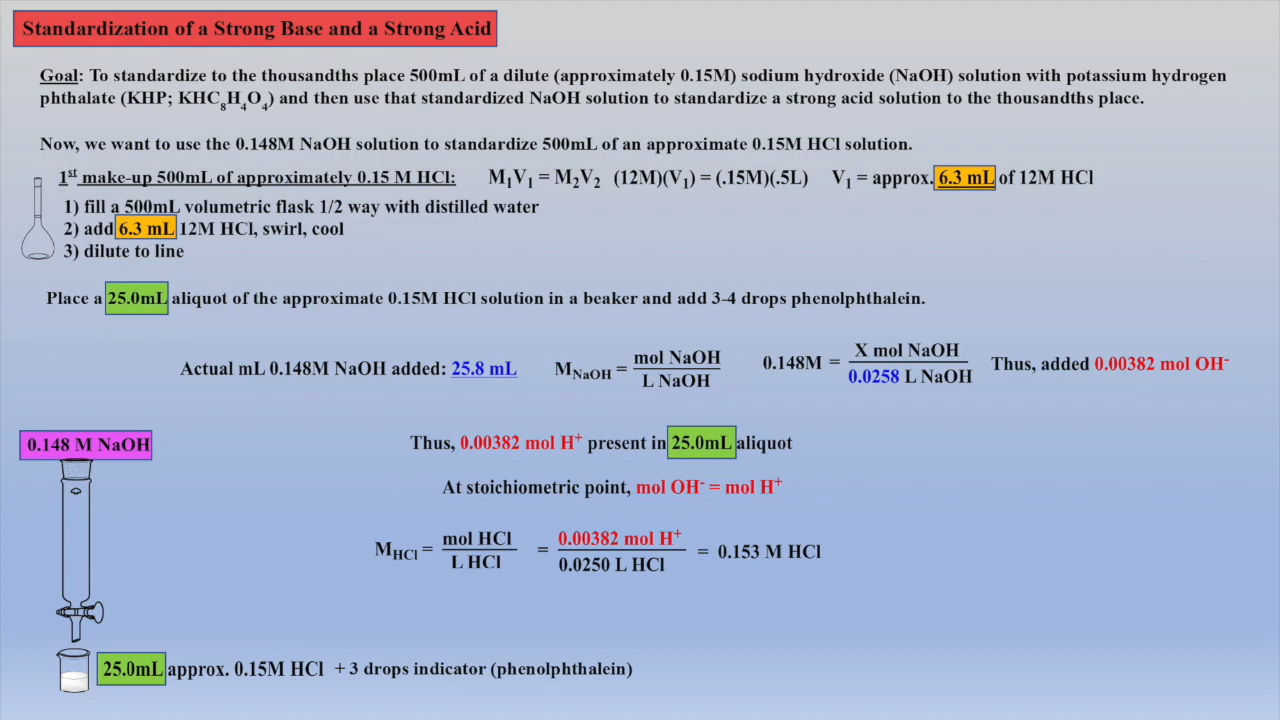 Standardization of a Strong Base and a Strong Acid
Goal: To standardize to the thousandths place 500mL of a dilute (approximately 0.15M) sodium hydroxide (NaOH) solution with potassium hydrogen
phthalate (KHP; KHC₈H₄O₄) and then use that standardized NaOH solution to standardize a strong acid solution to the thousandths place.
Now, we want to use the 0.148M NaOH solution to standardize 500mL of an approximate 0.15M HCl solution.
1st make-up 500mL of approximately 0.15 M HCl: M₁V₁ = M₂V₂ (12M)(V₁) = (.15M)(.5L) V₁ = approx. 6.3 mL of 12M HCl
1) fill a 500mL volumetric flask 1/2 way with distilled water
2) add 6.3 mL 12M HCl, swirl, cool
3) dilute to line
Place a 25.0mL aliquot of the approximate 0.15M HCl solution in a beaker and add 3-4 drops phenolphthalein.
Actual mL 0.148M NaOH added: 25.8 mL
M_NaOH = mol NaOH / L NaOH
0.148M = X mol NaOH / 0.0258 L NaOH
Thus, added 0.00382 mol OH⁻
0.148 M NaOH
Thus, 0.00382 mol H⁺ present in 25.0mL aliquot
At stoichiometric point, mol OH⁻ = mol H⁺
M_HCl = mol HCl / L HCl = 0.00382 mol H⁺ / 0.0250 L HCl = 0.153 M HCl
25.0mL approx. 0.15M HCl + 3 drops indicator (phenolphthalein)